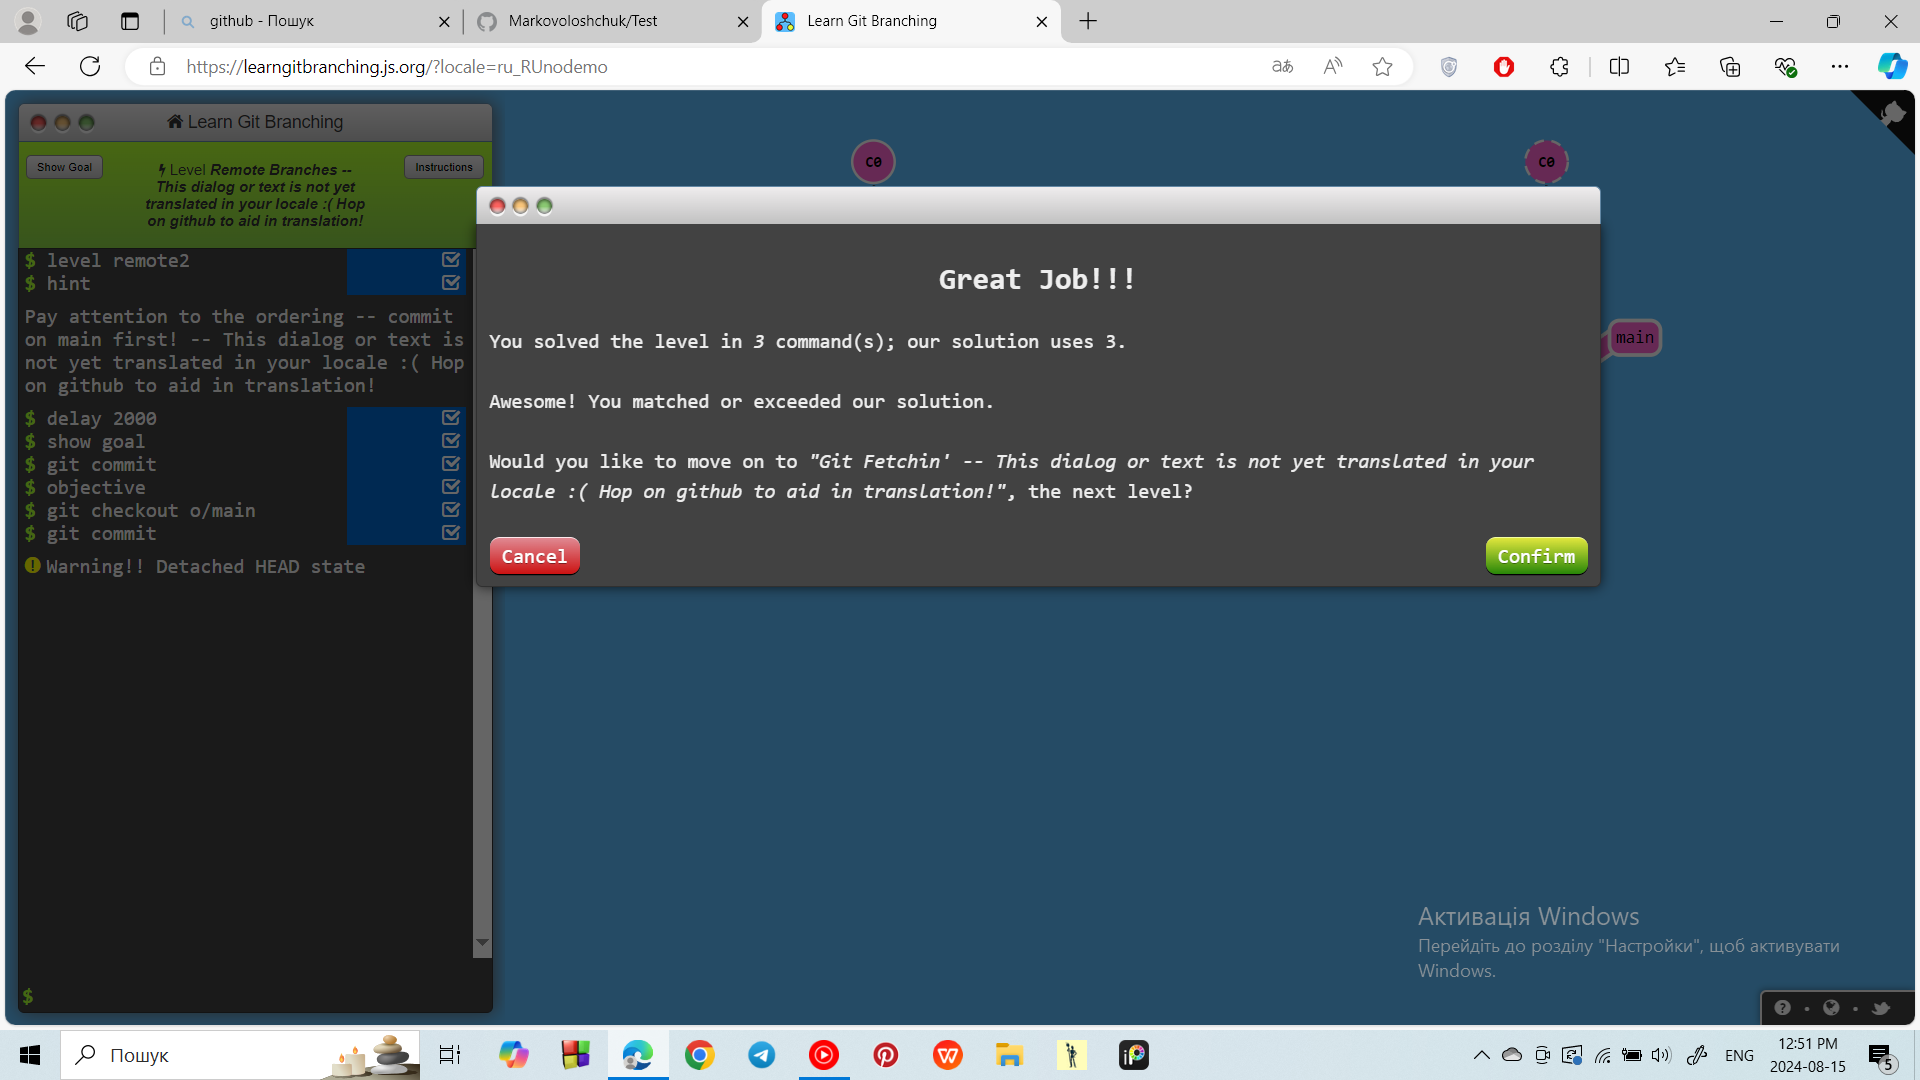 github - Пошук
Markovoloshchuk/Test
Learn Git Branching
https://learngitbranching.js.org/?locale=ru_RUnodemo
Learn Git Branching
Show Goal
Level Remote Branches --
This dialog or text is not yet
translated in your locale :( Hop
on github to aid in translation!
Instructions
$ level remote2
$ hint
Pay attention to the ordering -- commit
on main first! -- This dialog or text is
not yet translated in your locale :( Hop
on github to aid in translation!
$ delay 2000
$ show goal
$ git commit
$ objective
$ git checkout o/main
$ git commit
Warning!! Detached HEAD state
$
C0
C0
main
Great Job!!!
You solved the level in 3 command(s); our solution uses 3.
Awesome! You matched or exceeded our solution.
Would you like to move on to "Git Fetchin' -- This dialog or text is not yet translated in your
locale :( Hop on github to aid in translation!", the next level?
Cancel
Confirm
Активація Windows
Перейдіть до розділу "Настройки", щоб активувати
Windows.
Пошук
ENG
12:51 PM
2024-08-15
5